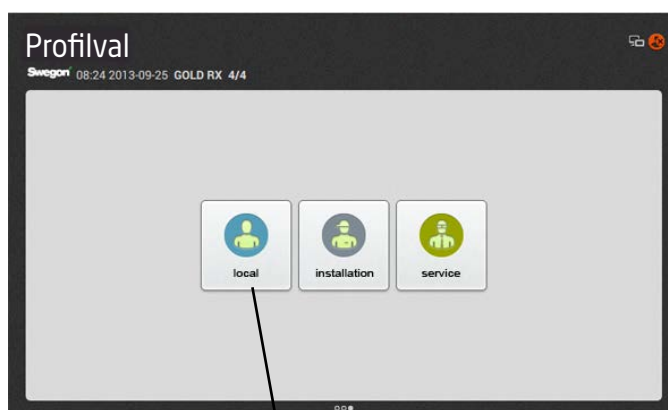 Profilval
Swegon 08:24 2013-09-25 GOLD RX 4/4
local installation service